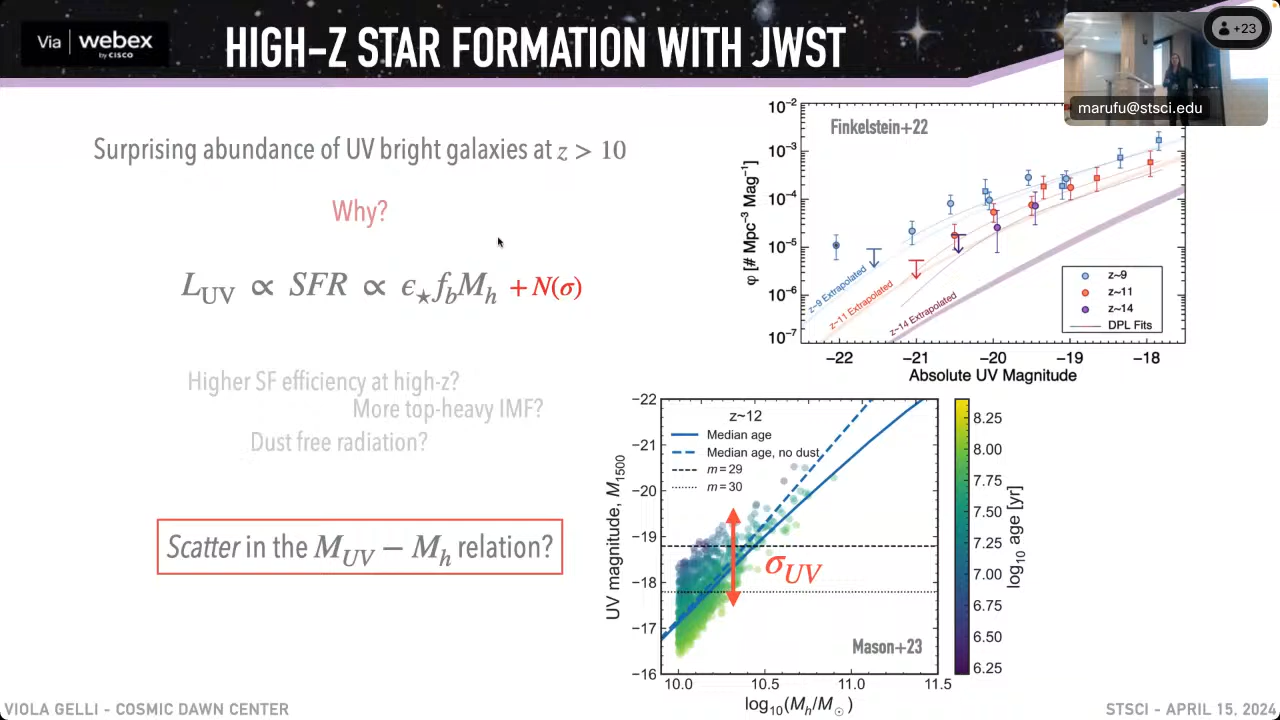 Via | webex
by CISCO
HIGH–Z STAR FORMATION WITH JWST
+23
marufu@stsci.edu
Surprising abundance of UV bright galaxies at z > 10
Why?
L_UV ∝ SFR ∝ ϵ⋆ f_b M_h + N(σ)
Higher SF efficiency at high-z?
More top-heavy IMF?
Dust free radiation?
Scatter in the M_UV − M_h relation?
Finkelstein+22
φ [# Mpc⁻³ Mag⁻¹]
10⁻²
10⁻³
10⁻⁴
10⁻⁵
10⁻⁶
10⁻⁷
z~9 Extrapolated
z~11 Extrapolated
z~14 Extrapolated
z~9
z~11
z~14
DPL Fits
−22 −21 −20 −19 −18
Absolute UV Magnitude
UV magnitude, M₁₅₀₀
−22
−21
−20
−19
−18
−17
−16
z~12
Median age
Median age, no dust
m = 29
m = 30
σ_UV
Mason+23
10.0 10.5 11.0 11.5
log₁₀(M_h/M_⊙)
8.25
8.00
7.75
7.50
7.25
7.00
6.75
6.50
6.25
log₁₀ age [yr]
VIOLA GELLI - COSMIC DAWN CENTER
STSCI - APRIL 15, 2024